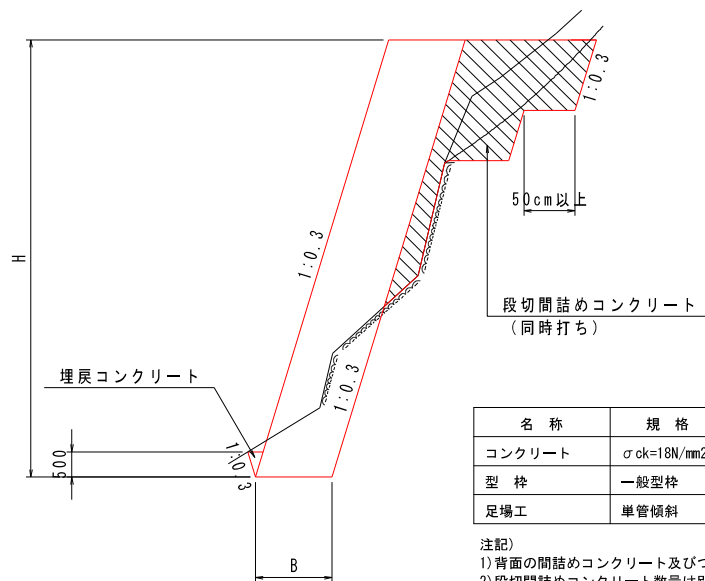 1:0.3
H
1:0.3
50cm以上
段切間詰めコンクリート
(同時打ち)
埋戻コンクリート
1:0.3
500
1:0.3
B
名 称 規 格
コンクリート σck=18N/mm2
型 枠 一般型枠
足場工 単管傾斜
注記)
1)背面の間詰めコンクリート及びつ
2)段切間詰めコンクリート数量は